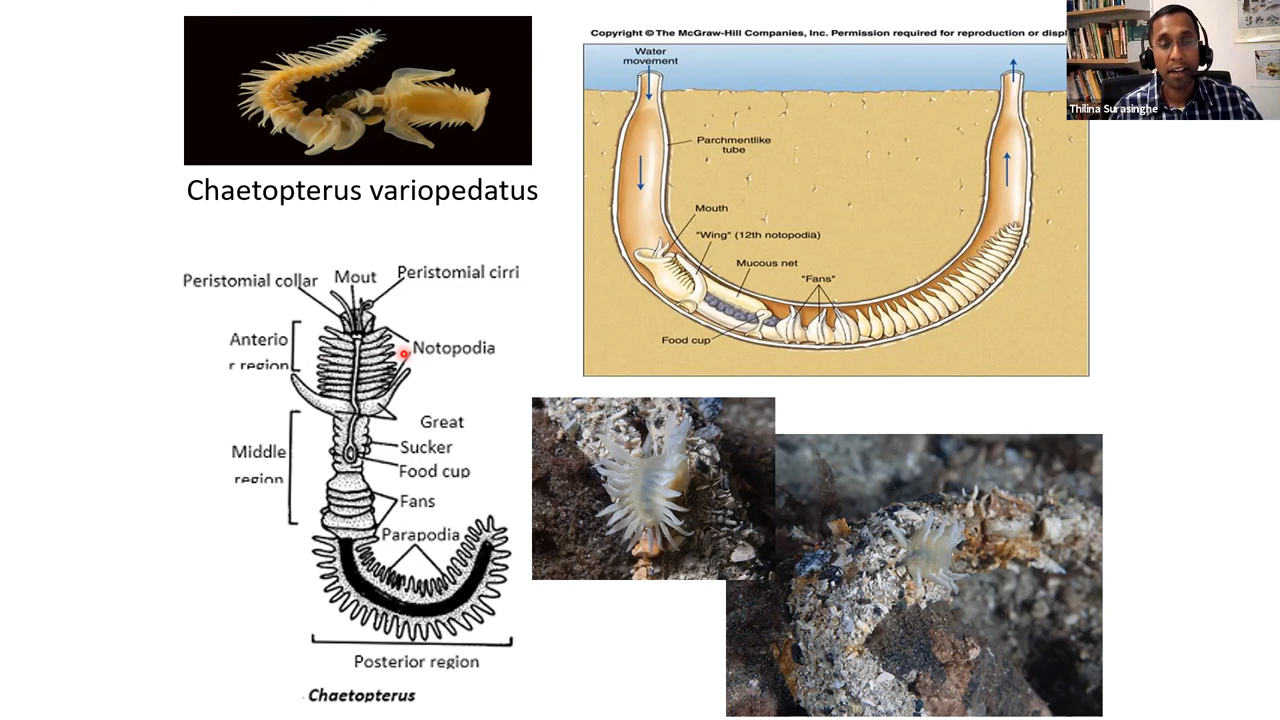 Copyright © The McGraw-Hill Companies, Inc. Permission required for reproduction or displ
Thilina Surasinghe
Chaetopterus variopedatus
Water
movement
Parchmentlike
tube
Mouth
"Wing" (12th notopodia)
Mucous net
"Fans"
Food cup
Peristomial collar
Mout
Peristomial cirri
Anterio
r region
Notopodia
Great
Middle
region
Sucker
Food cup
Fans
Parapodia
Posterior region
Chaetopterus